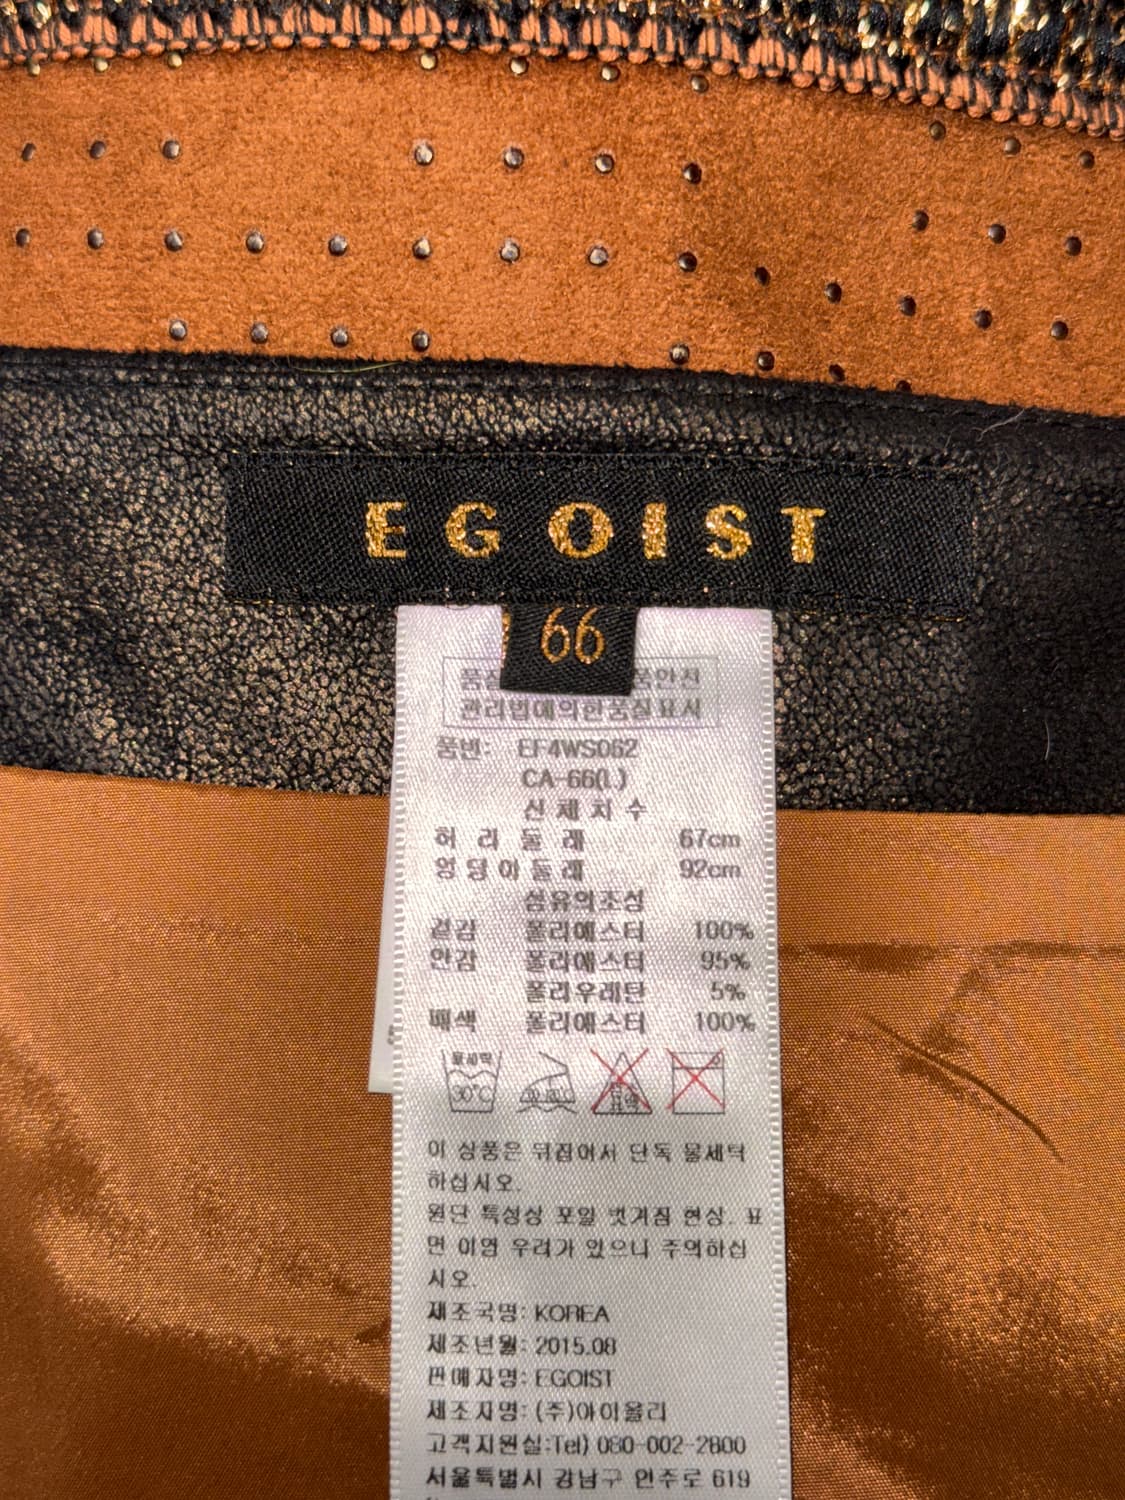 EGOIST
66
품안전
관리법에의한품질표시
품번: EF4WS062
CA-66(L)
신체치수
허리둘레 67cm
엉덩이둘레 92cm
섬유의조성
겉감 폴리에스터 100%
안감 폴리에스터 95%
폴리우레탄 5%
배색 폴리에스터 100%
물세탁
30°C
표백
이 상품은 뒤집어서 단독 물세탁
하십시오.
원단 특성상 포일 벗겨짐 현상, 표
면 이염 우려가 있으니 주의하십
시오.
제조국명: KOREA
제조년월: 2015.08
판매자명: EGOIST
제조자명: (주)아이올리
고객지원실:Tel) 080-002-2800
서울특별시 강남구 언주로 619